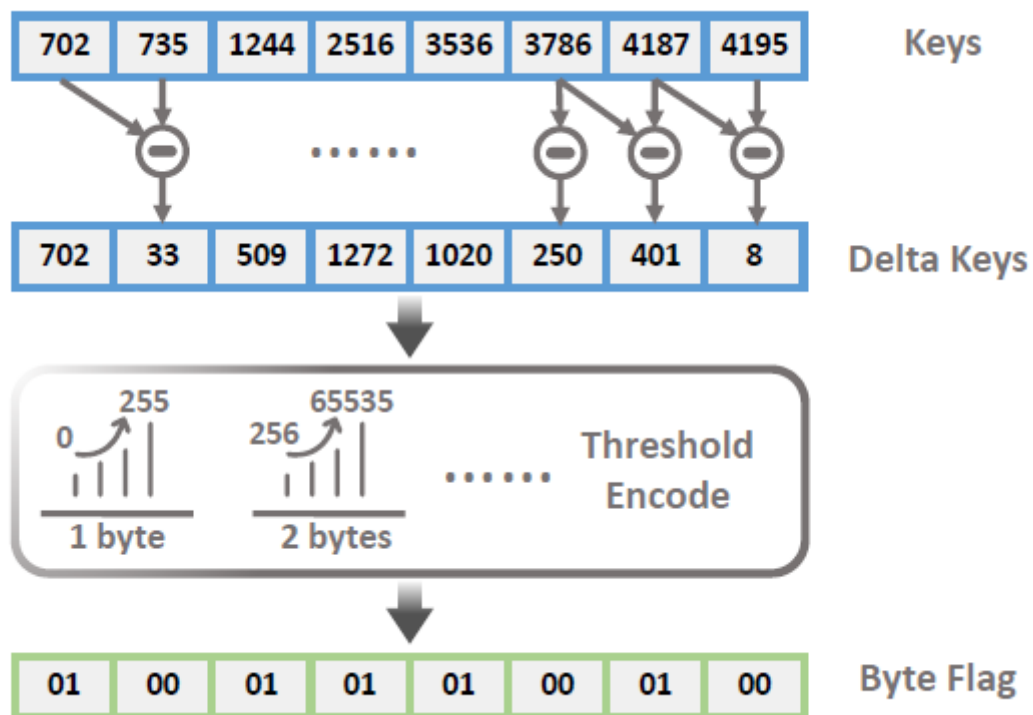 702 735 1244 2516 3536 3786 4187 4195 Keys
......
702 33 509 1272 1020 250 401 8 Delta Keys
0 255
256 65535
......
Threshold
Encode
1 byte
2 bytes
01 00 01 01 01 00 01 00 Byte Flag